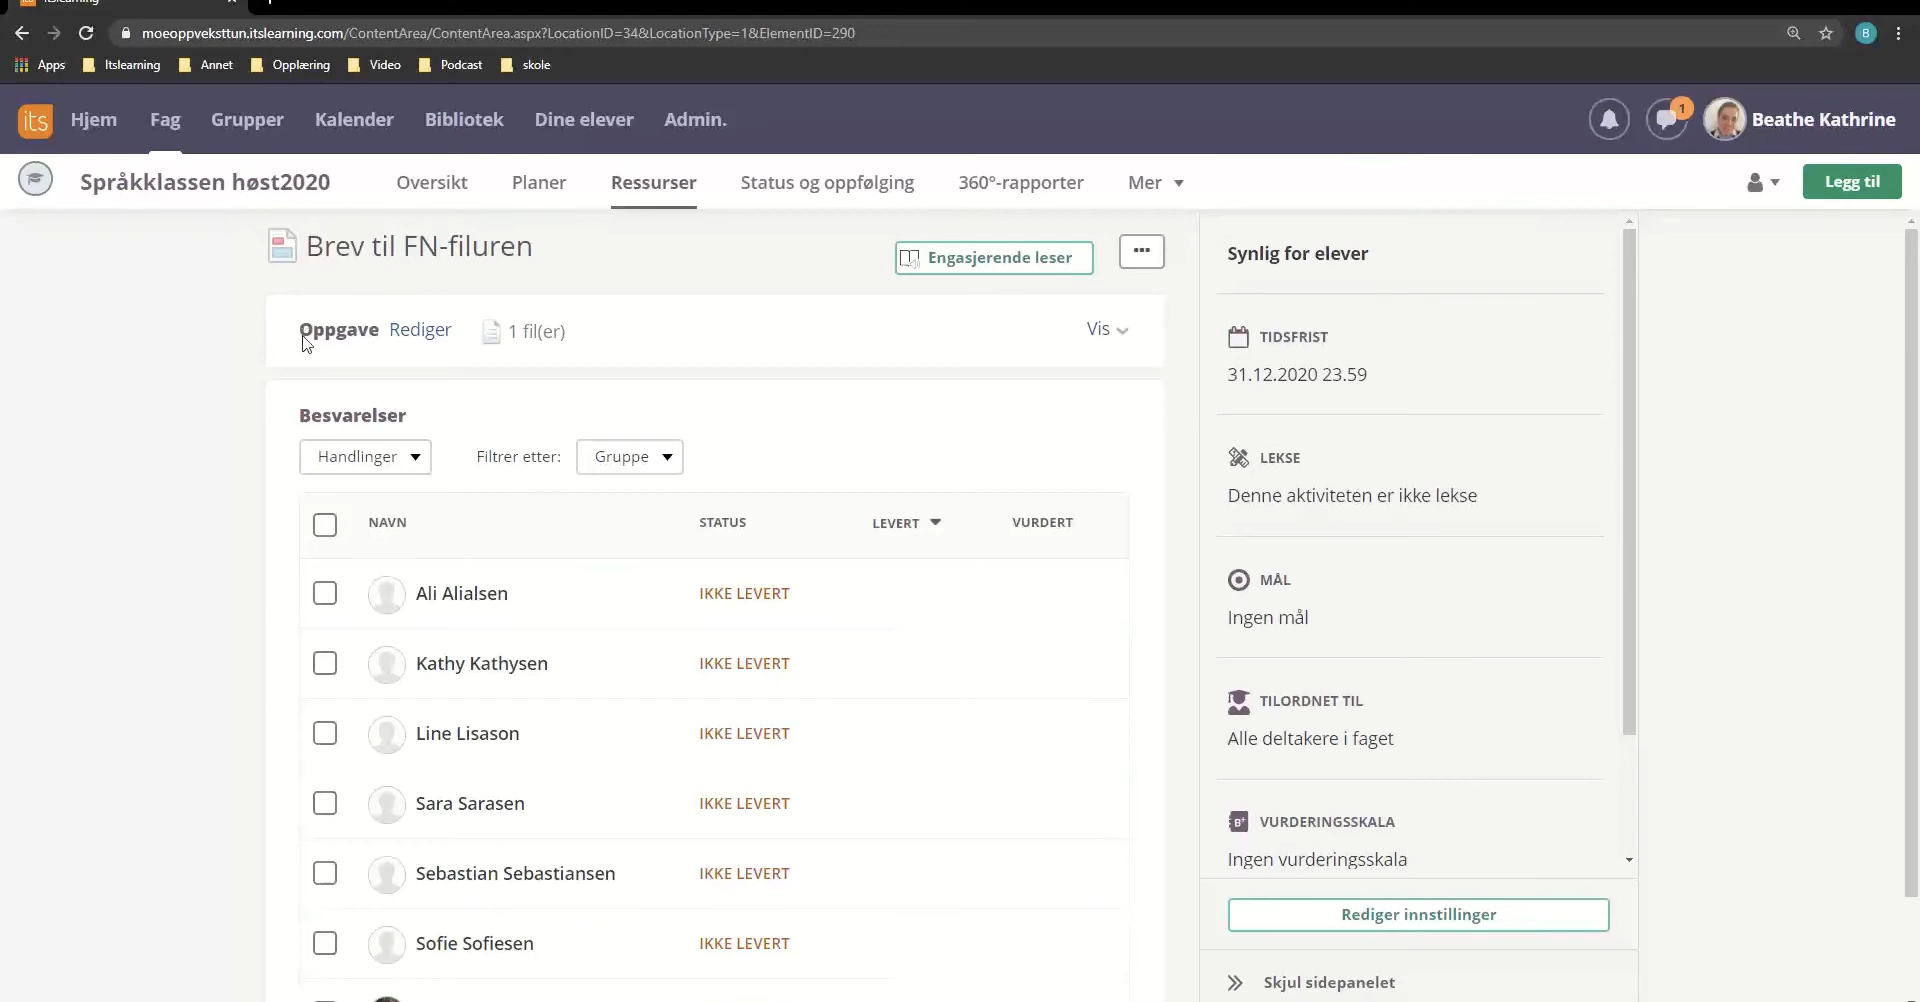 itslearning
moeoppveksttun.itslearning.com/ContentArea/ContentArea.aspx?LocationID=34&LocationType=1&ElementID=290
B
Apps Itslearning Annet Opplæring Video Podcast skole
its Hjem Fag Grupper Kalender Bibliotek Dine elever Admin. 1 Beathe Kathrine
Språkklassen høst2020 Oversikt Planer Ressurser Status og oppfølging 360°-rapporter Mer Legg til
Brev til FN-filuren
Engasjerende leser
Oppgave Rediger 1 fil(er) Vis
Besvarelser
Handlinger Filtrer etter: Gruppe
NAVN STATUS LEVERT VURDERT
Ali Alialsen IKKE LEVERT
Kathy Kathysen IKKE LEVERT
Line Lisason IKKE LEVERT
Sara Sarasen IKKE LEVERT
Sebastian Sebastiansen IKKE LEVERT
Sofie Sofiesen IKKE LEVERT
Synlig for elever
TIDSFRIST
31.12.2020 23.59
LEKSE
Denne aktiviteten er ikke lekse
MÅL
Ingen mål
TILORDNET TIL
Alle deltakere i faget
B+ VURDERINGSSKALA
Ingen vurderingsskala
Rediger innstillinger
Skjul sidepanelet